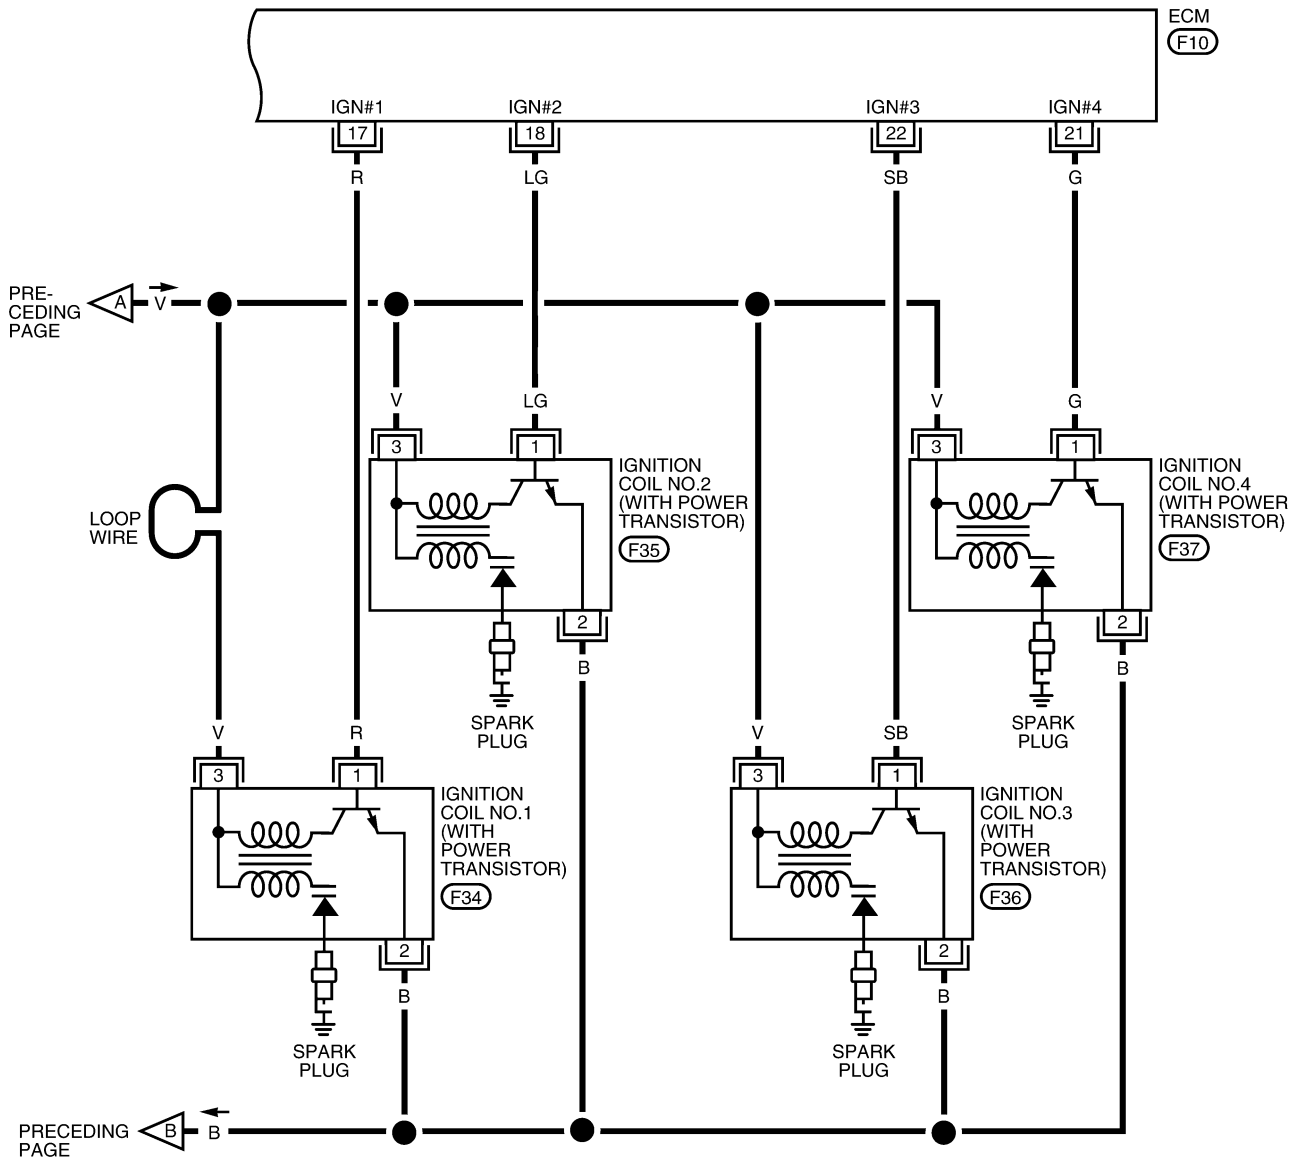 ECM
F10
IGN#1
IGN#2
IGN#3
IGN#4
17
18
22
21
R
LG
SB
G
PRE-
CEDING
PAGE
A
V
V
LG
V
G
3
1
3
1
IGNITION
COIL NO.2
(WITH POWER
TRANSISTOR)
F35
IGNITION
COIL NO.4
(WITH POWER
TRANSISTOR)
F37
LOOP
WIRE
2
2
B
B
SPARK
PLUG
SPARK
PLUG
V
R
V
SB
3
1
3
1
IGNITION
COIL NO.1
(WITH
POWER
TRANSISTOR)
F34
IGNITION
COIL NO.3
(WITH
POWER
TRANSISTOR)
F36
2
2
B
B
SPARK
PLUG
SPARK
PLUG
PRECEDING
PAGE
B
B